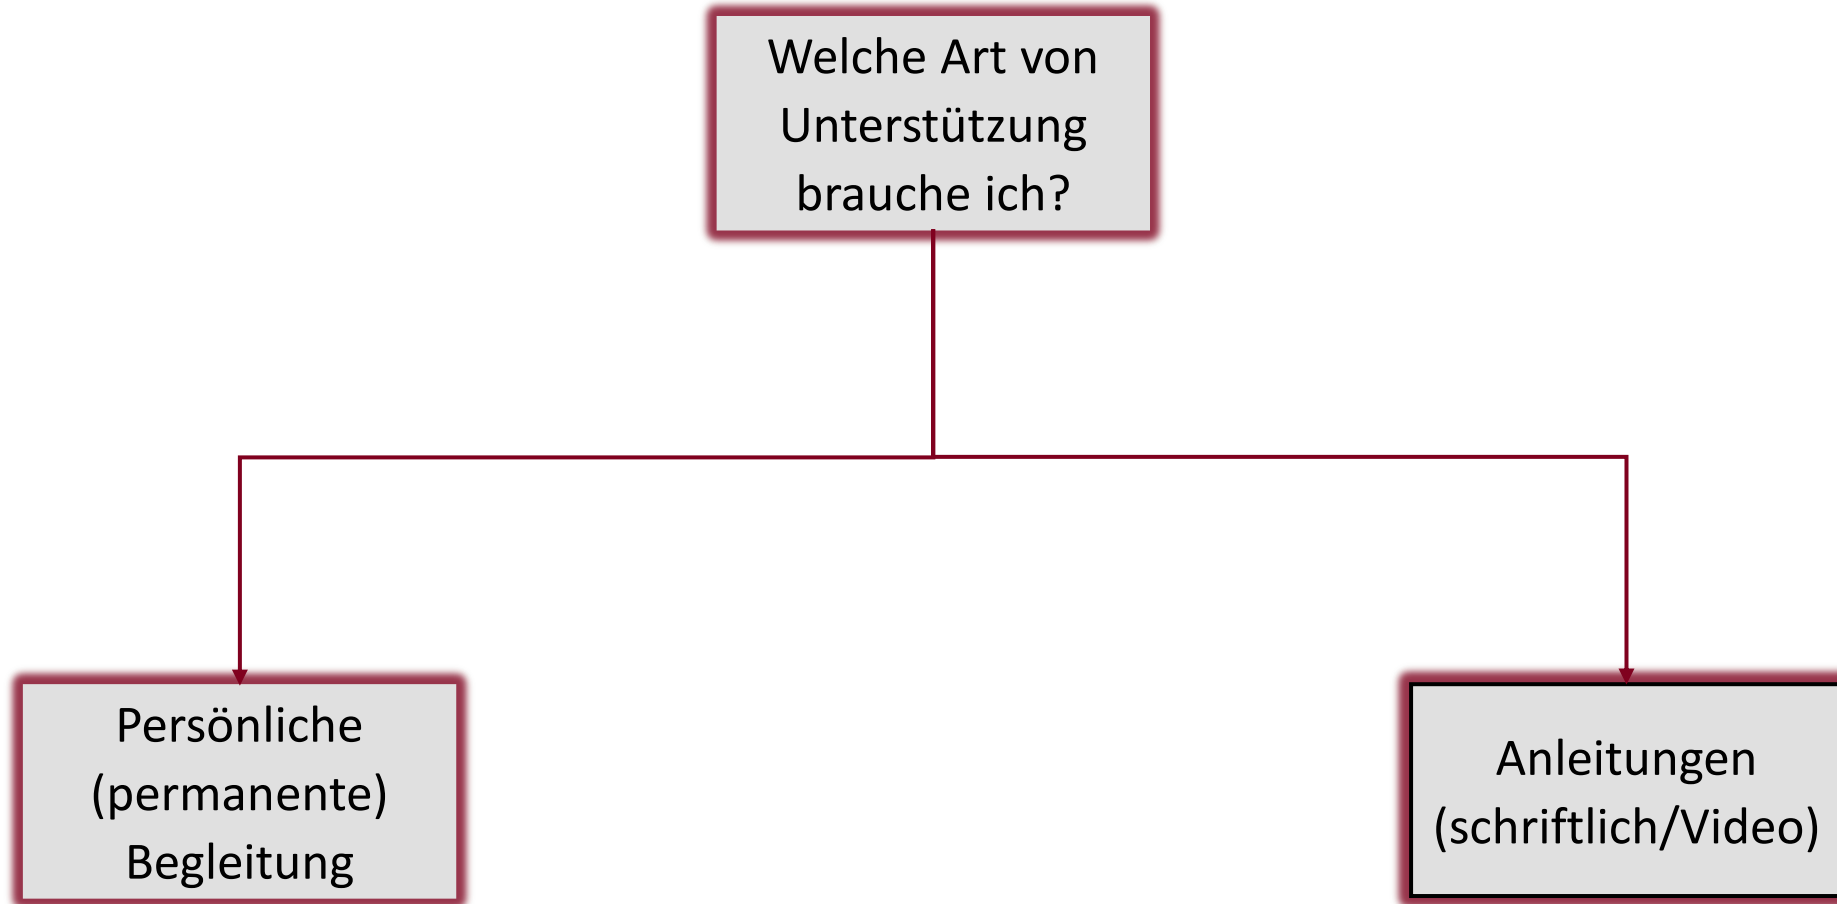 Welche Art von
Unterstützung
brauche ich?
Persönliche
(permanente)
Begleitung
Anleitungen
(schriftlich/Video)